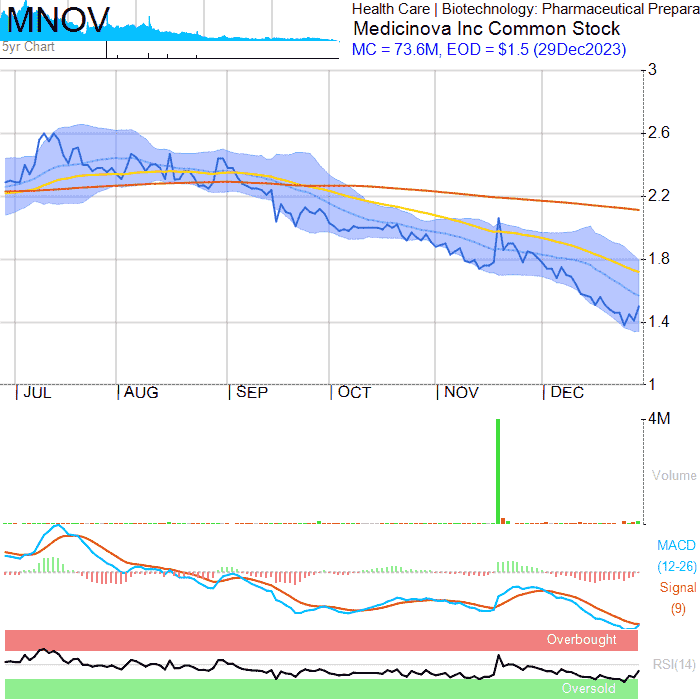 MNOV
5yr Chart
Health Care | Biotechnology: Pharmaceutical Prepara
Medicinova Inc Common Stock
MC = 73.6M, EOD = $1.5 (29Dec2023)
3
2.6
2.2
1.8
1.4
1
JUL AUG SEP OCT NOV DEC
4M
Volume
MACD
(12-26)
Signal
(9)
Overbought
RSI(14)
Oversold